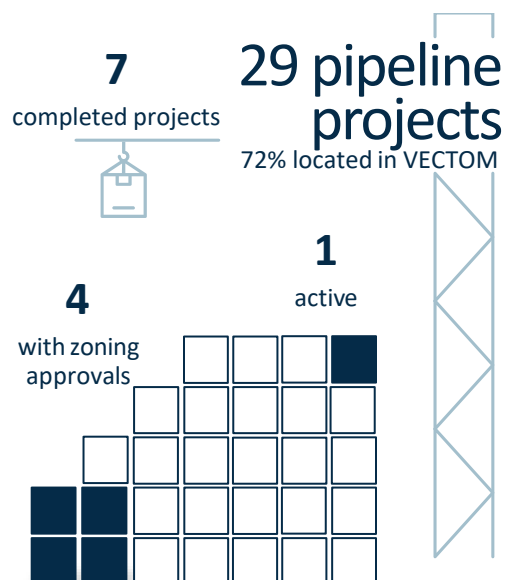 7
completed projects
29 pipeline
projects
72% located in VECTOM
1
active
4
with zoning
approvals